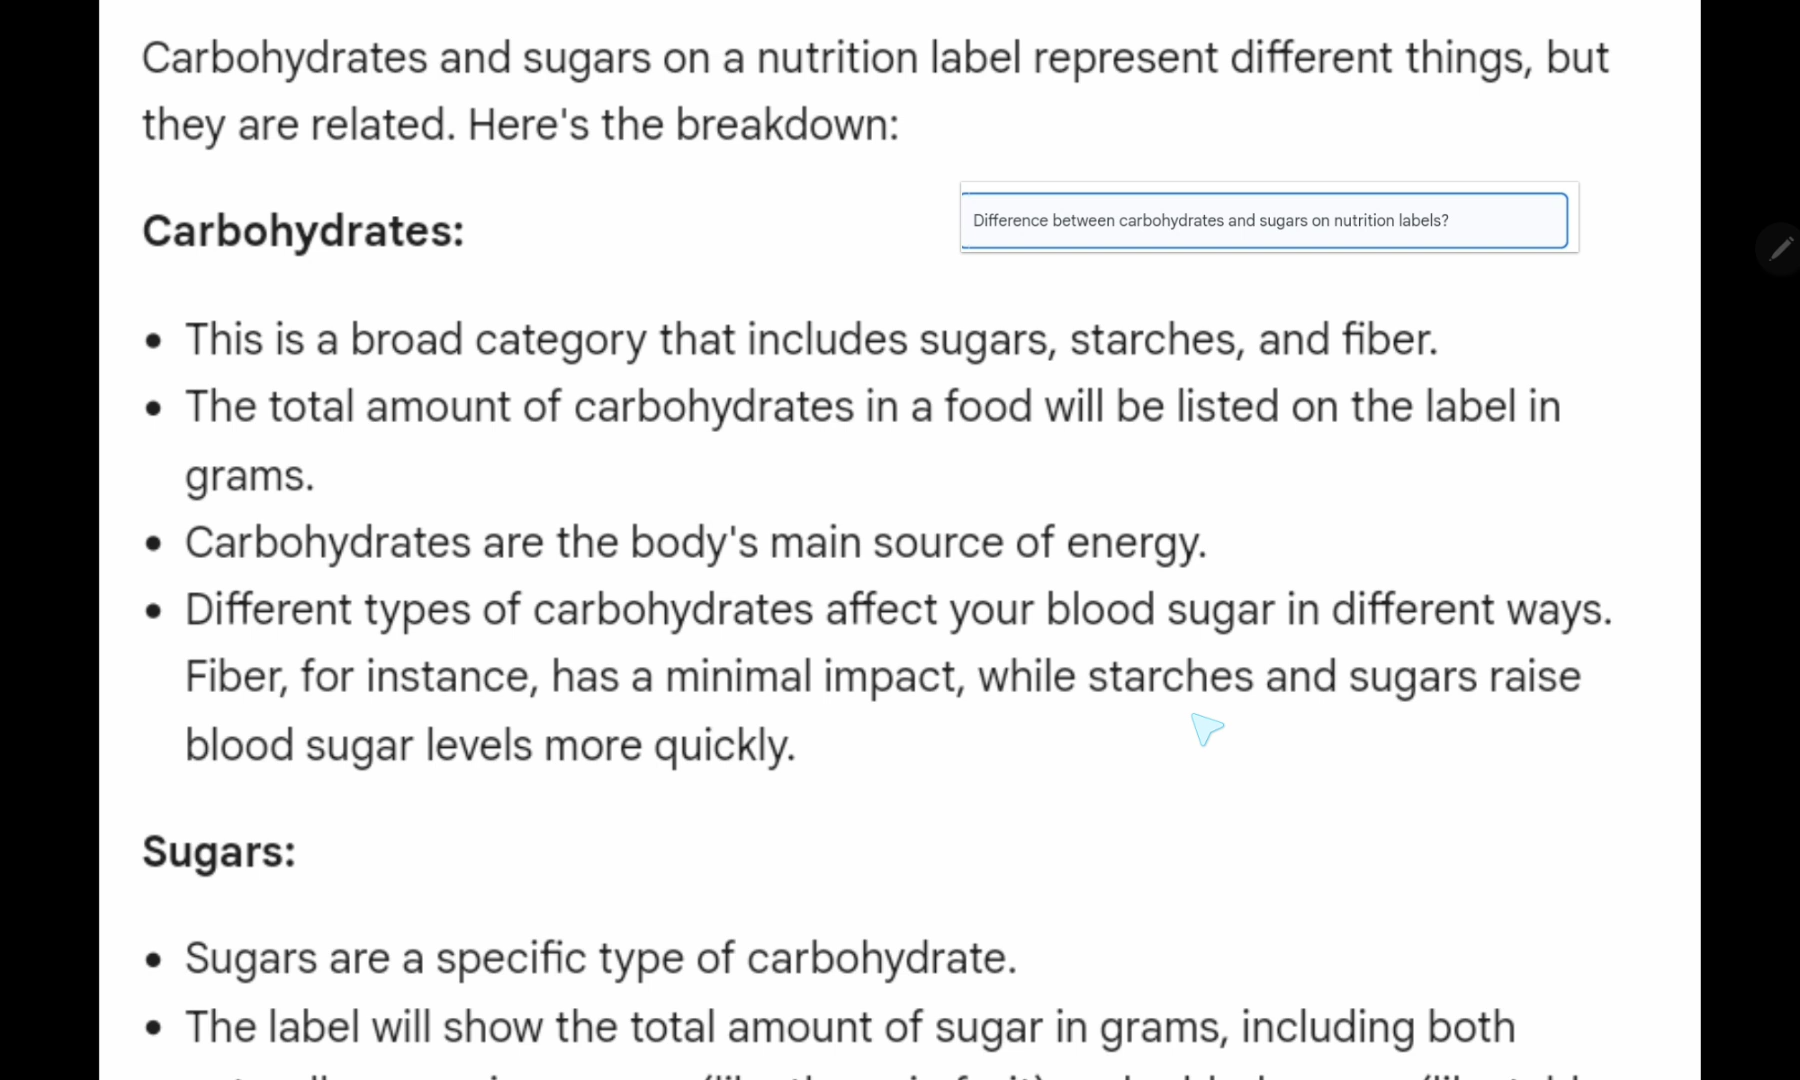 Carbohydrates and sugars on a nutrition label represent different things, but
they are related. Here's the breakdown:
Difference between carbohydrates and sugars on nutrition labels?
Carbohydrates:
• This is a broad category that includes sugars, starches, and fiber.
• The total amount of carbohydrates in a food will be listed on the label in
grams.
• Carbohydrates are the body's main source of energy.
• Different types of carbohydrates affect your blood sugar in different ways.
Fiber, for instance, has a minimal impact, while starches and sugars raise
blood sugar levels more quickly.
Sugars:
• Sugars are a specific type of carbohydrate.
• The label will show the total amount of sugar in grams, including both